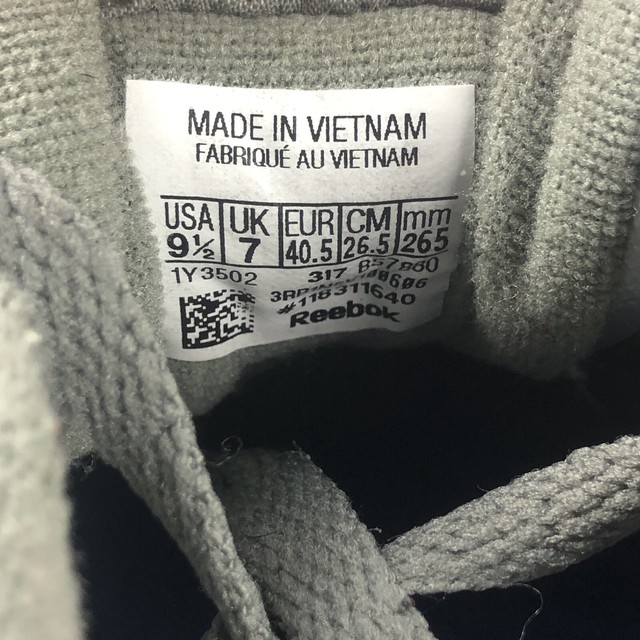 MADE IN VIETNAM
FABRIQUÉ AU VIETNAM
USA UK EUR CM mm
9½ 7 40.5 26.5 265
1Y3502 317
#118311640
Reebok